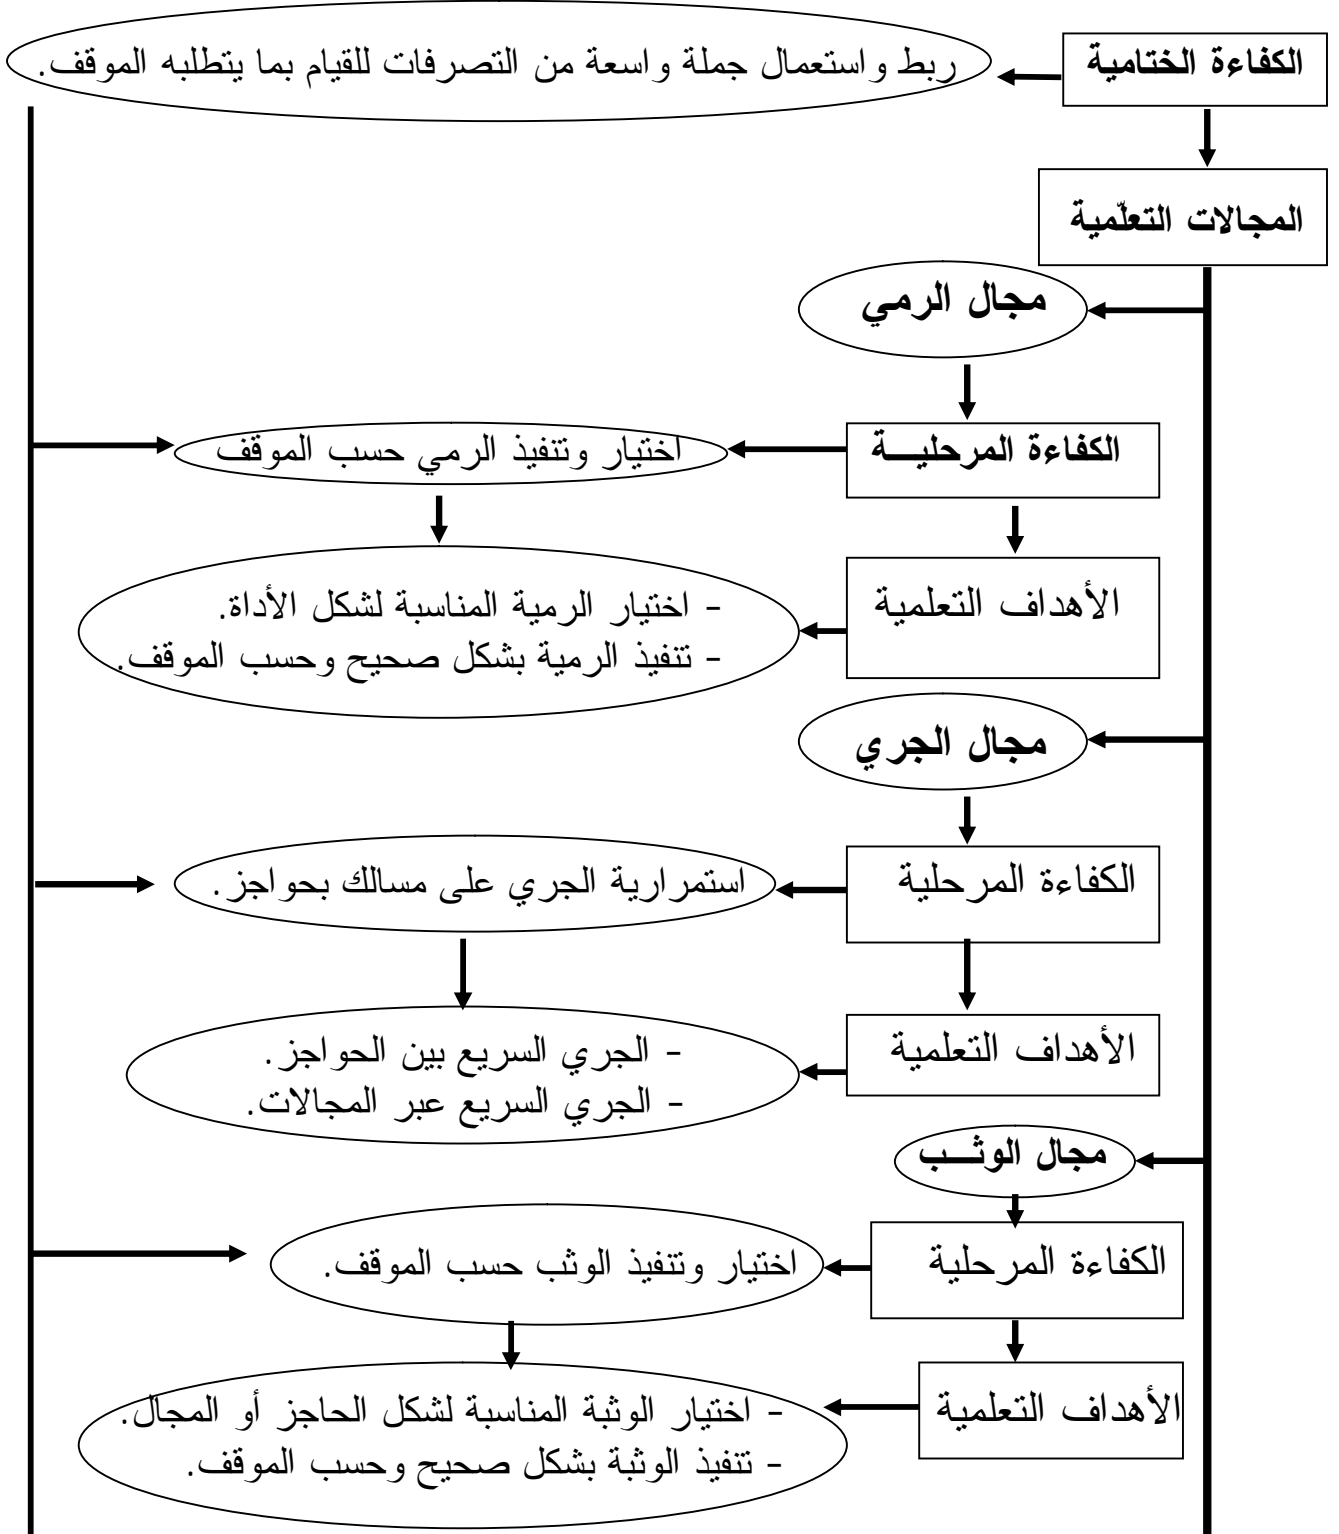 الكفاءة الختامية
ربط واستعمال جملة واسعة من التصرفات للقيام بما يتطلبه الموقف.
المجالات التعلّمية
مجال الرمي
الكفاءة المرحليـــة
اختيار وتنفيذ الرمي حسب الموقف
الأهداف التعلمية
- اختيار الرمية المناسبة لشكل الأداة.
- تنفيذ الرمية بشكل صحيح وحسب الموقف.
مجال الجري
الكفاءة المرحلية
استمرارية الجري على مسالك بحواجز.
الأهداف التعلمية
- الجري السريع بين الحواجز.
- الجري السريع عبر المجالات.
مجال الوثـــب
الكفاءة المرحلية
اختيار وتنفيذ الوثب حسب الموقف.
الأهداف التعلمية
- اختيار الوثبة المناسبة لشكل الحاجز أو المجال.
- تنفيذ الوثبة بشكل صحيح وحسب الموقف.